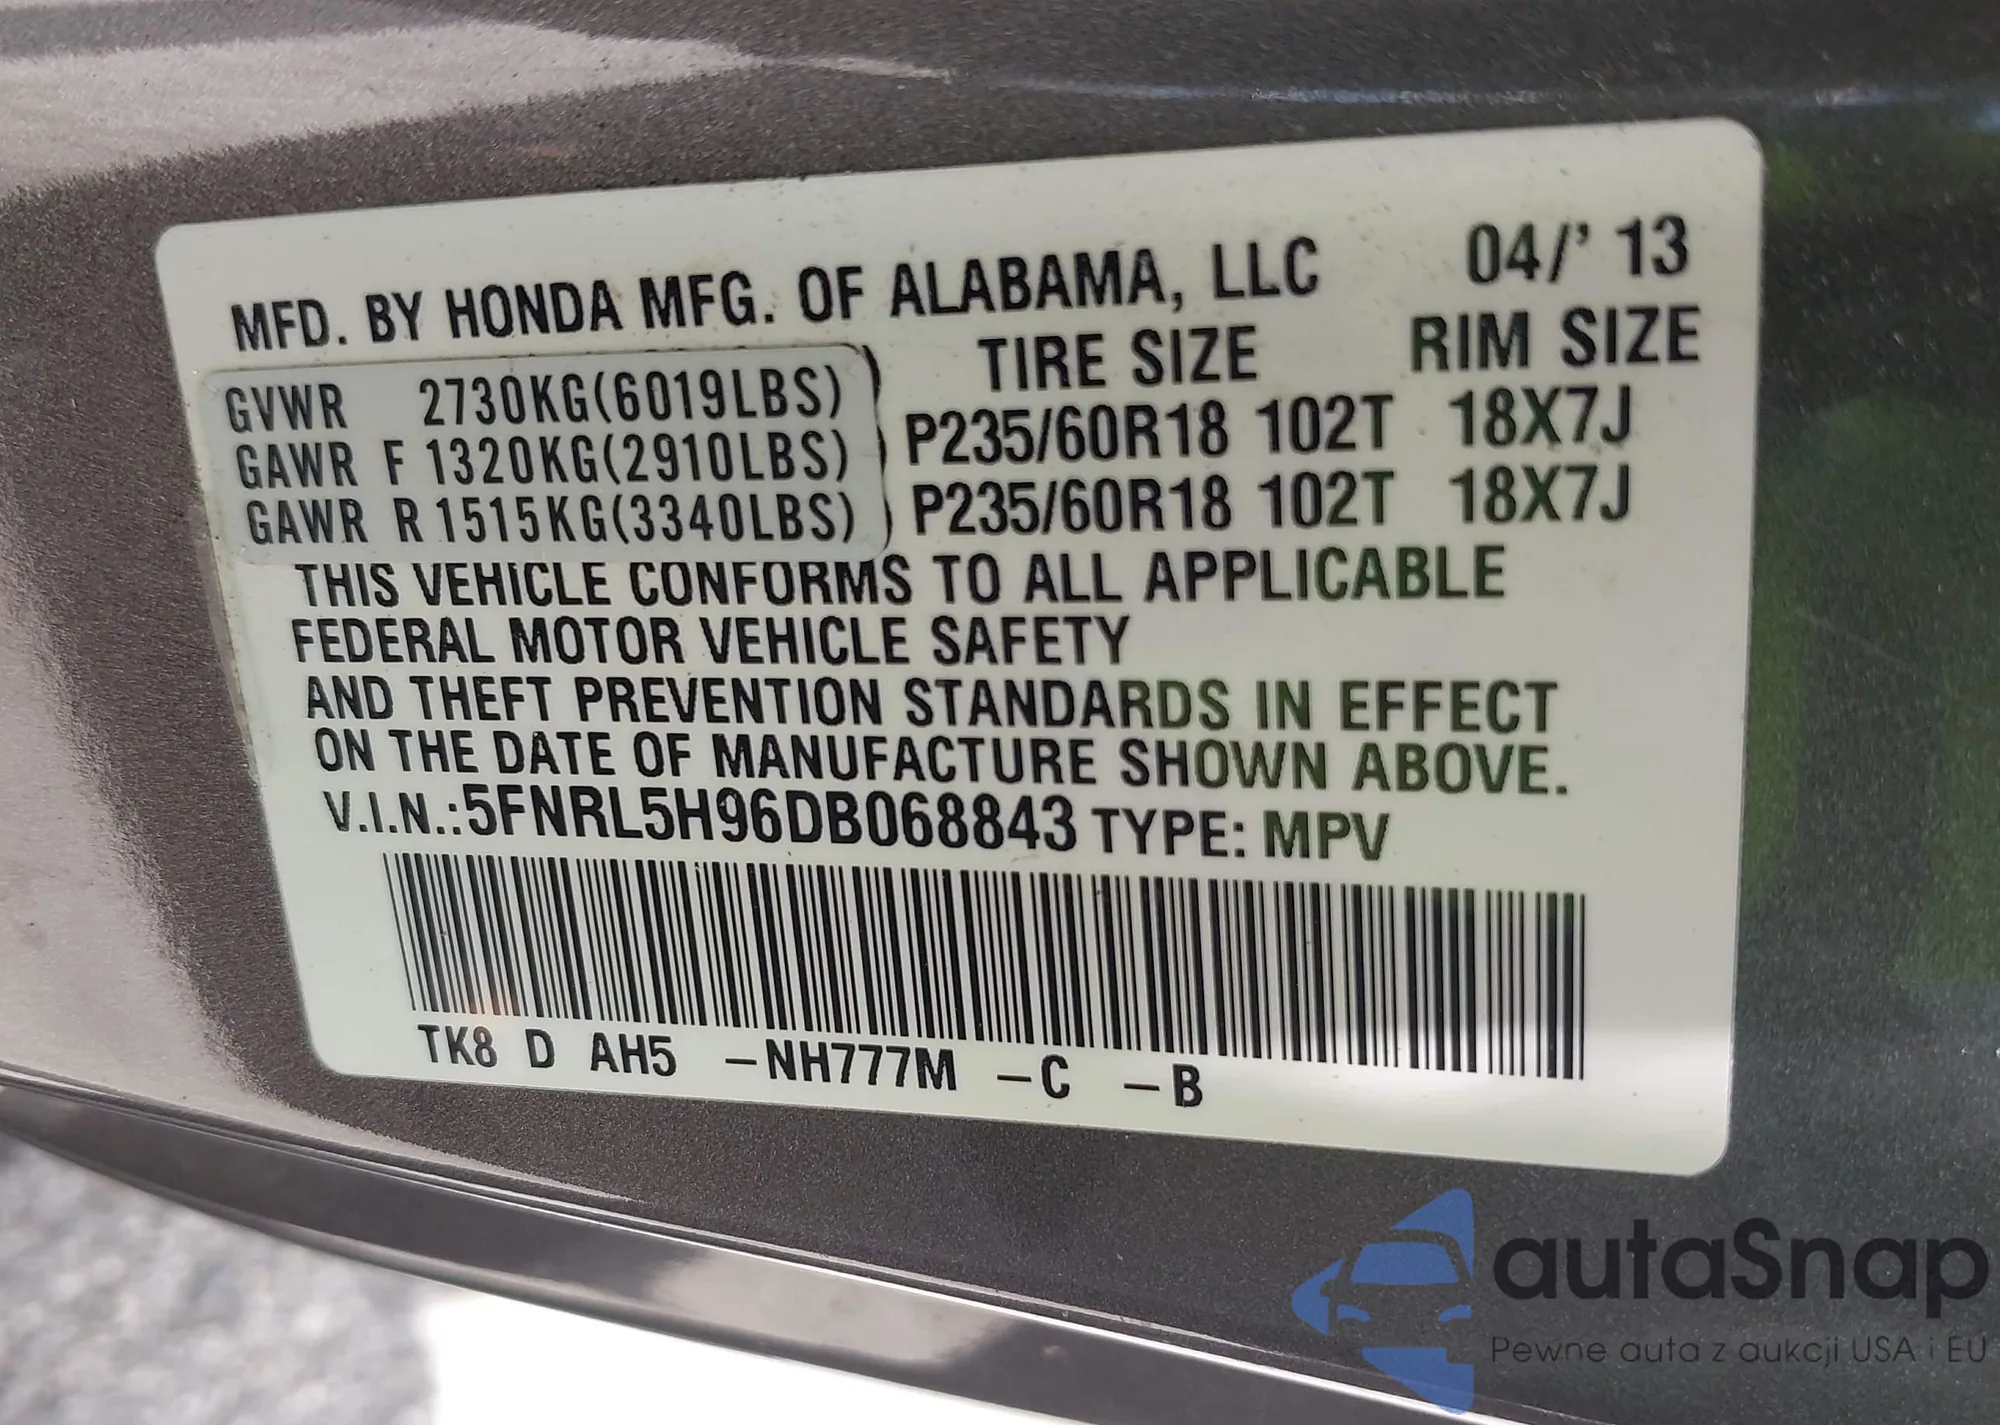 MFD. BY HONDA MFG. OF ALABAMA, LLC 04/' 13
TIRE SIZE RIM SIZE
GVWR 2730KG(6019LBS)
GAWR F 1320KG(2910LBS) P235/60R18 102T 18X7J
GAWR R 1515KG(3340LBS) P235/60R18 102T 18X7J
THIS VEHICLE CONFORMS TO ALL APPLICABLE
FEDERAL MOTOR VEHICLE SAFETY
AND THEFT PREVENTION STANDARDS IN EFFECT
ON THE DATE OF MANUFACTURE SHOWN ABOVE.
V.I.N.:5FNRL5H96DB068843 TYPE: MPV
TK8 D AH5 -NH777M -C -B
autaSnap
Pewne auta z aukcji USA i EU